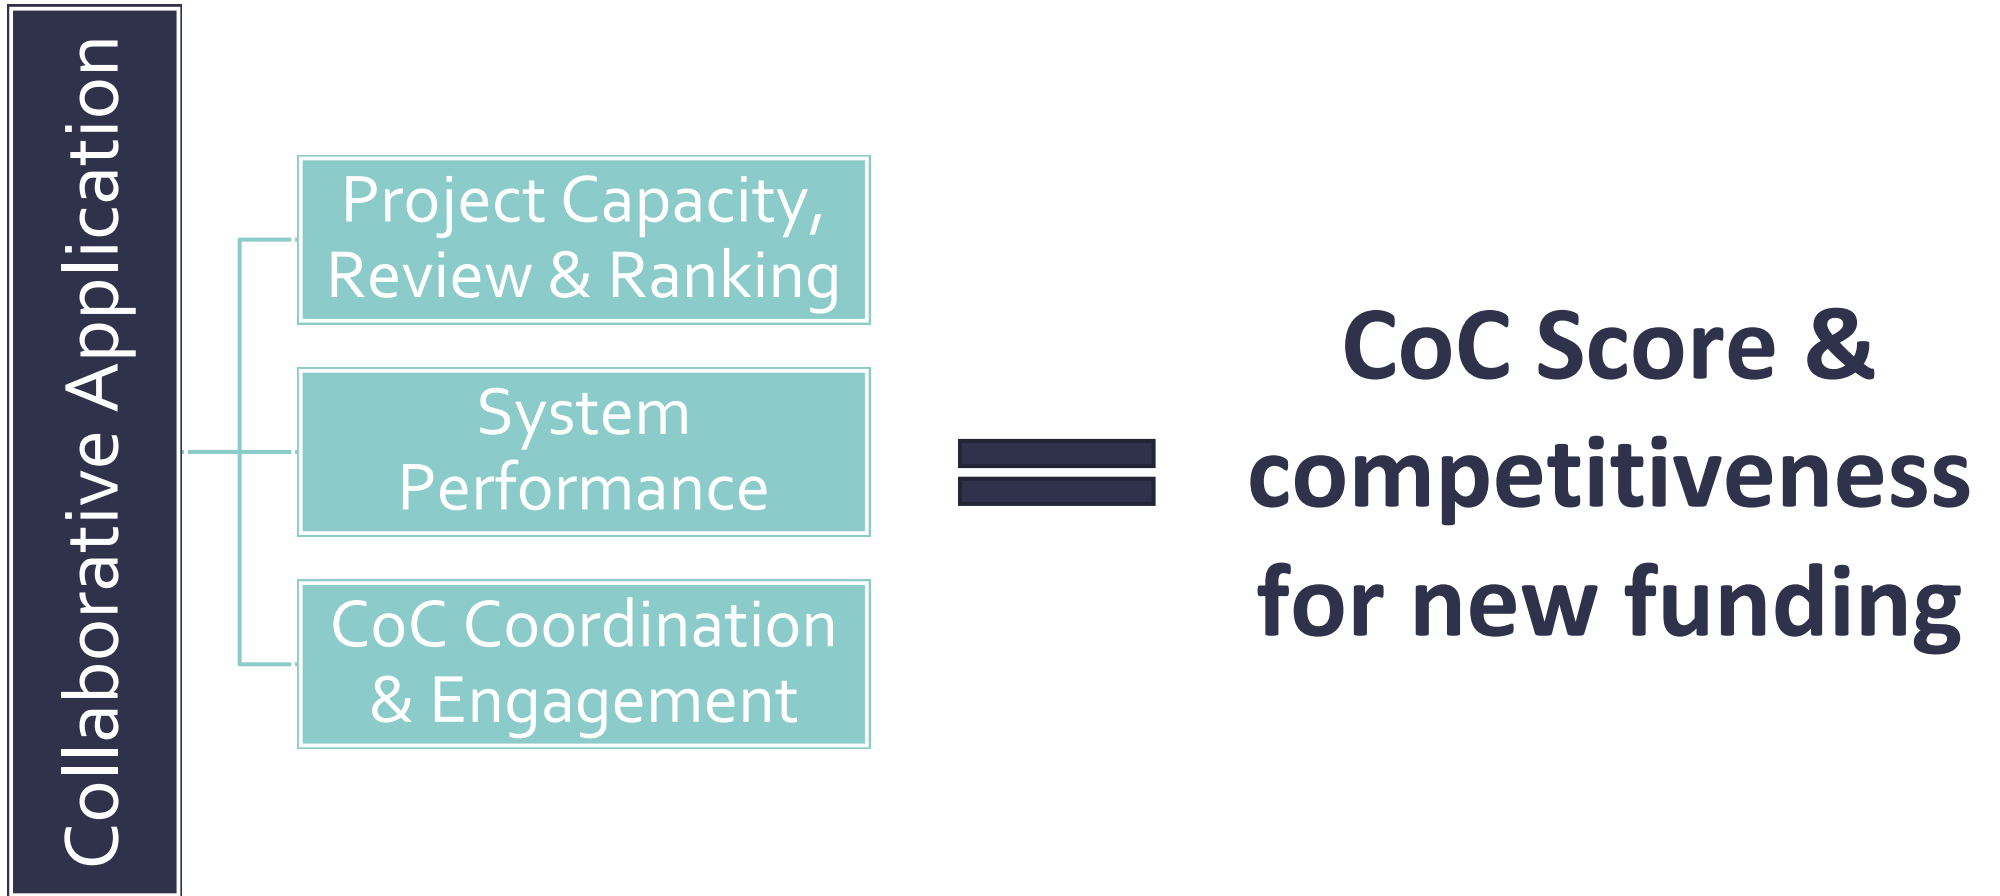 Collaborative Application
Project Capacity,
Review & Ranking
System
Performance
CoC Coordination
& Engagement
CoC Score &
competitiveness
for new funding